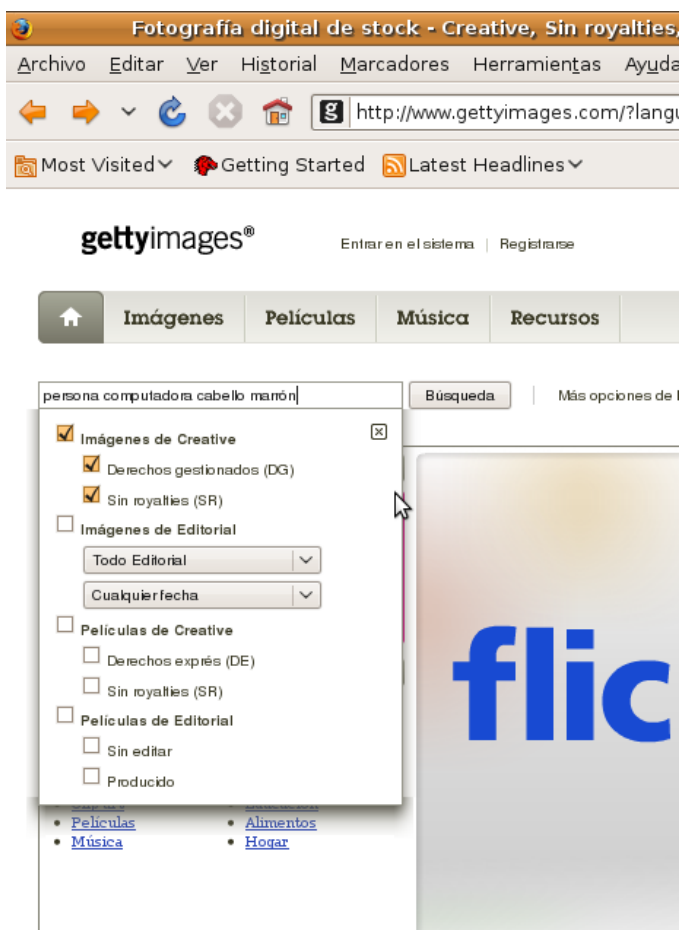 Fotografía digital de stock - Creative, Sin royalties,
Archivo Editar Ver Historial Marcadores Herramientas Ayuda
g http://www.gettyimages.com/?langu
Most Visited Getting Started Latest Headlines
gettyimages®
Entrar en el sistema | Registrarse
Imágenes Películas Música Recursos
persona computadora cabello marrón Búsqueda Más opciones de
Imágenes de Creative
Derechos gestionados (DG)
Sin royalties (SR)
Imágenes de Editorial
Todo Editorial
Cualquier fecha
Películas de Creative
Derechos exprés (DE)
Sin royalties (SR)
Películas de Editorial
Sin editar
Producido
flic
Películas Alimentos
Música Hogar